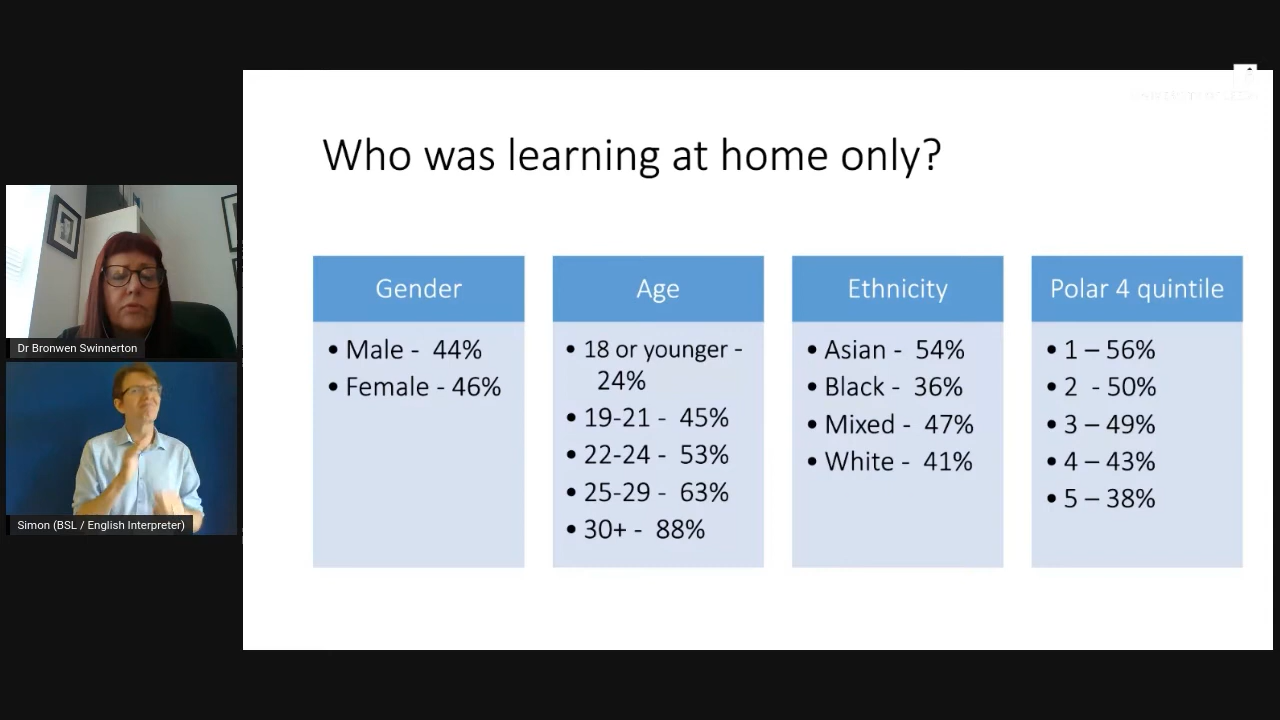 Who was learning at home only?
Gender
• Male - 44%
• Female - 46%
Age
• 18 or younger -
24%
• 19-21 - 45%
• 22-24 - 53%
• 25-29 - 63%
• 30+ - 88%
Ethnicity
• Asian - 54%
• Black - 36%
• Mixed - 47%
• White - 41%
Polar 4 quintile
• 1 – 56%
• 2 - 50%
• 3 – 49%
• 4 – 43%
• 5 – 38%
Dr Bronwen Swinnerton
Simon (BSL / English Interpreter)